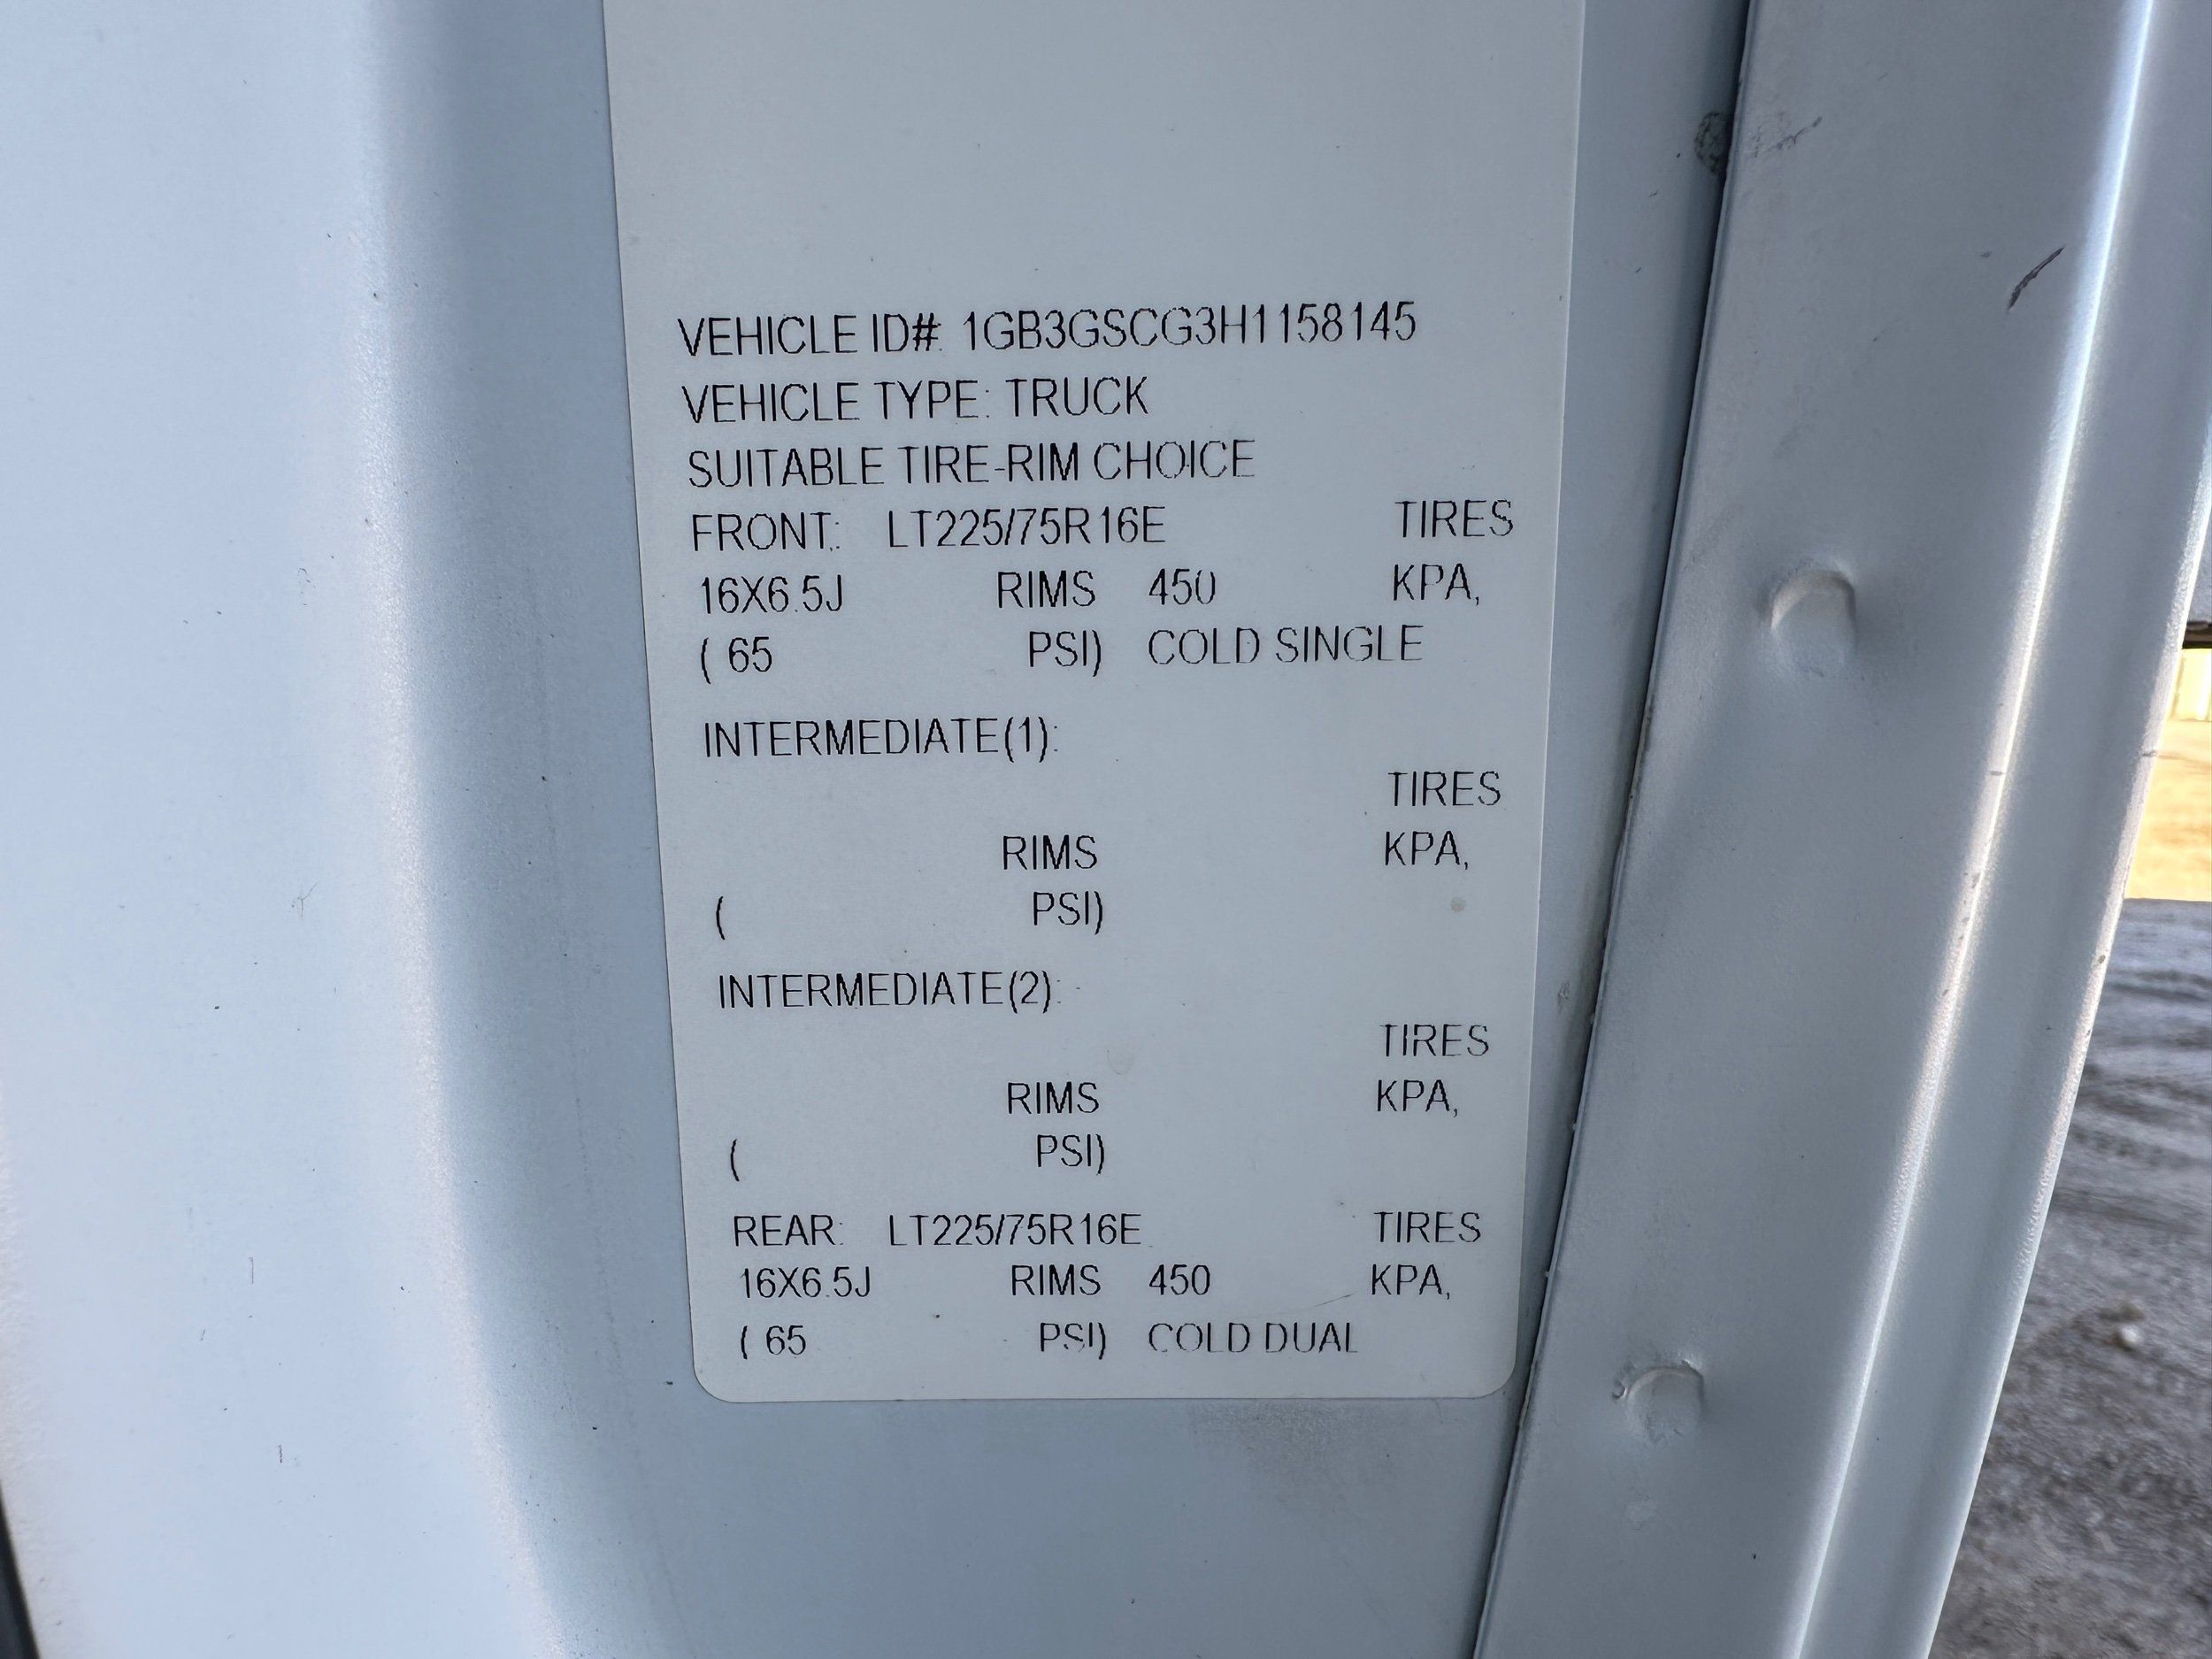 VEHICLE ID#: 1GB3GSCG3H1158145
VEHICLE TYPE: TRUCK
SUITABLE TIRE-RIM CHOICE
FRONT: LT225/75R16E TIRES
16X6.5J RIMS 450 KPA,
( 65 PSI) COLD SINGLE
INTERMEDIATE(1):
TIRES
RIMS KPA,
( PSI)
INTERMEDIATE(2):
TIRES
RIMS KPA,
( PSI)
REAR: LT225/75R16E TIRES
16X6.5J RIMS 450 KPA,
( 65 PSI) COLD DUAL